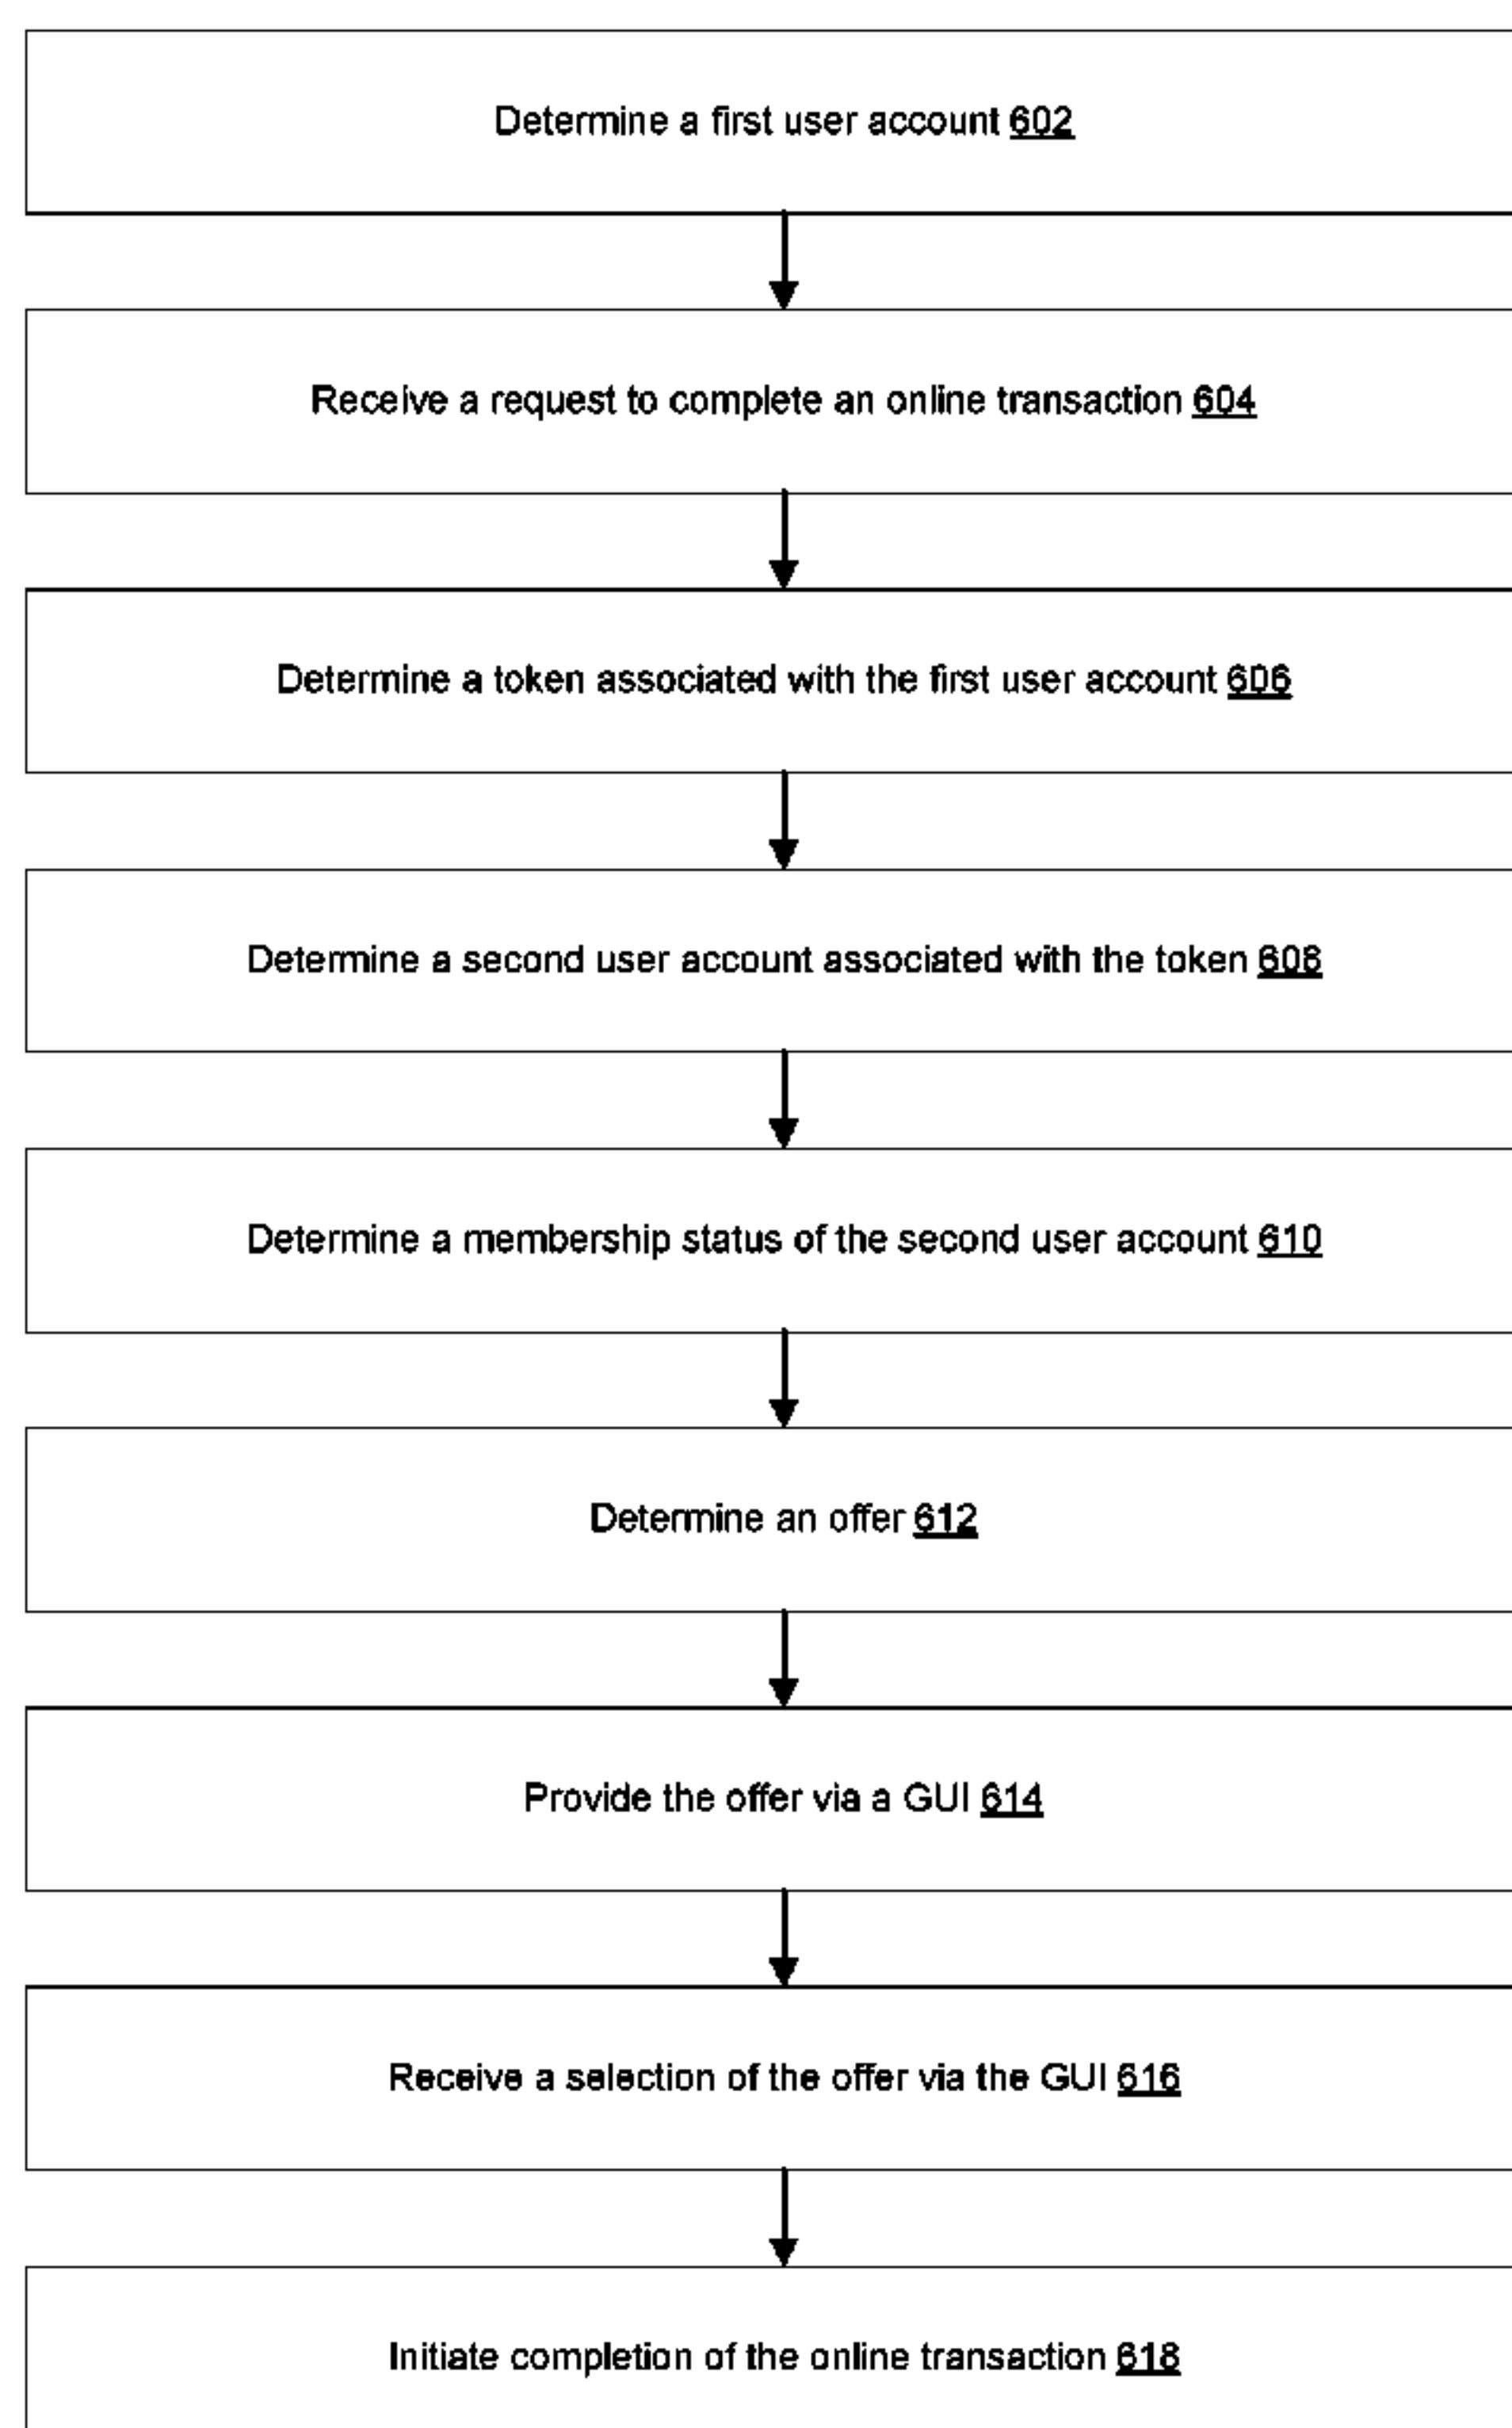 Determine a first user account 602
Receive a request to complete an online transaction 604
Determine a token associated with the first user account 606
Determine a second user account associated with the token 608
Determine a membership status of the second user account 610
Determine an offer 612
Provide the offer via a GUI 614
Receive a selection of the offer via the GUI 616
Initiate completion of the online transaction 618